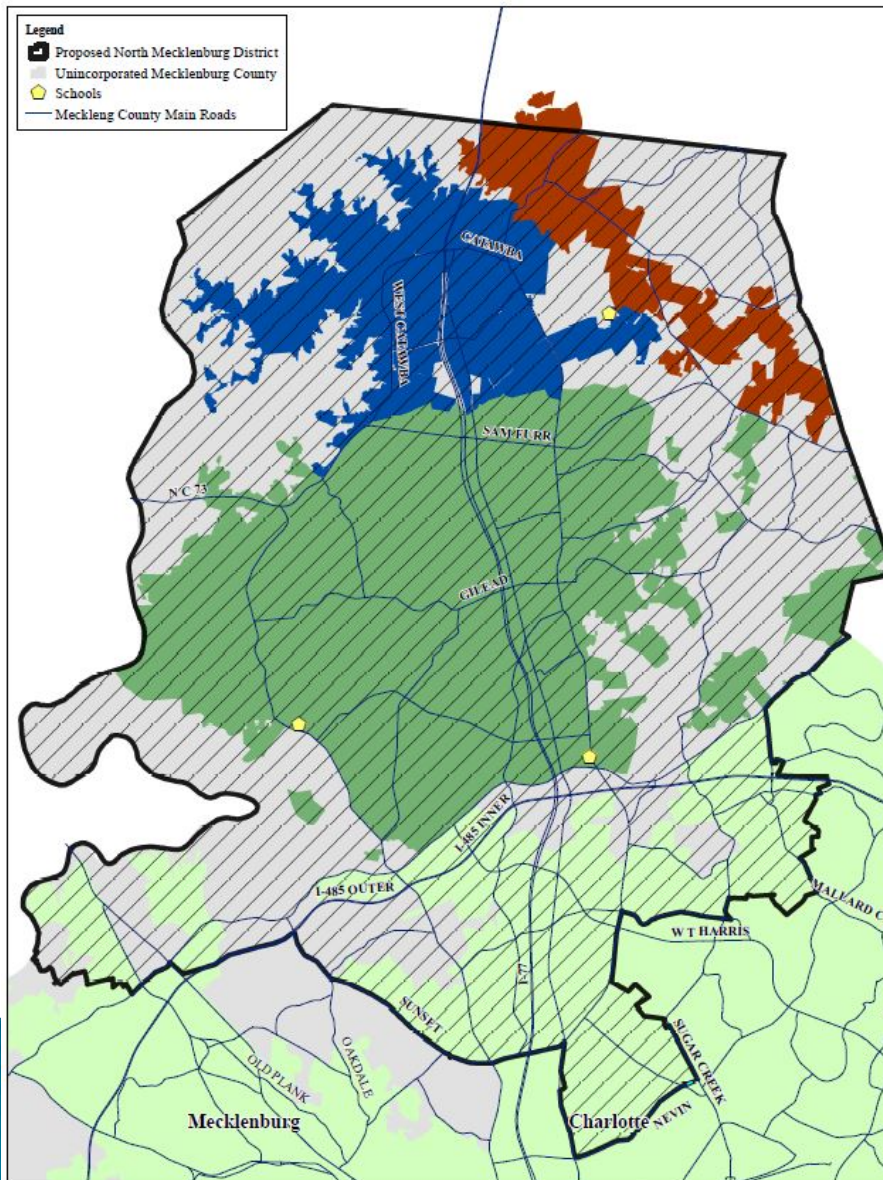 Legend
Proposed North Mecklenburg District
Unincorporated Mecklenburg County
Schools
Meckleng County Main Roads
CATAWBA
WEST CATAWBA
SAM FURR
N C 73
GILEAD
I-485 INNER
I-485 OUTER
MALLARD C
W T HARRIS
I-77
SUNSET
SUGAR CREEK
OAKDALE
OLD PLANK
NEVIN
Mecklenburg
Charlotte